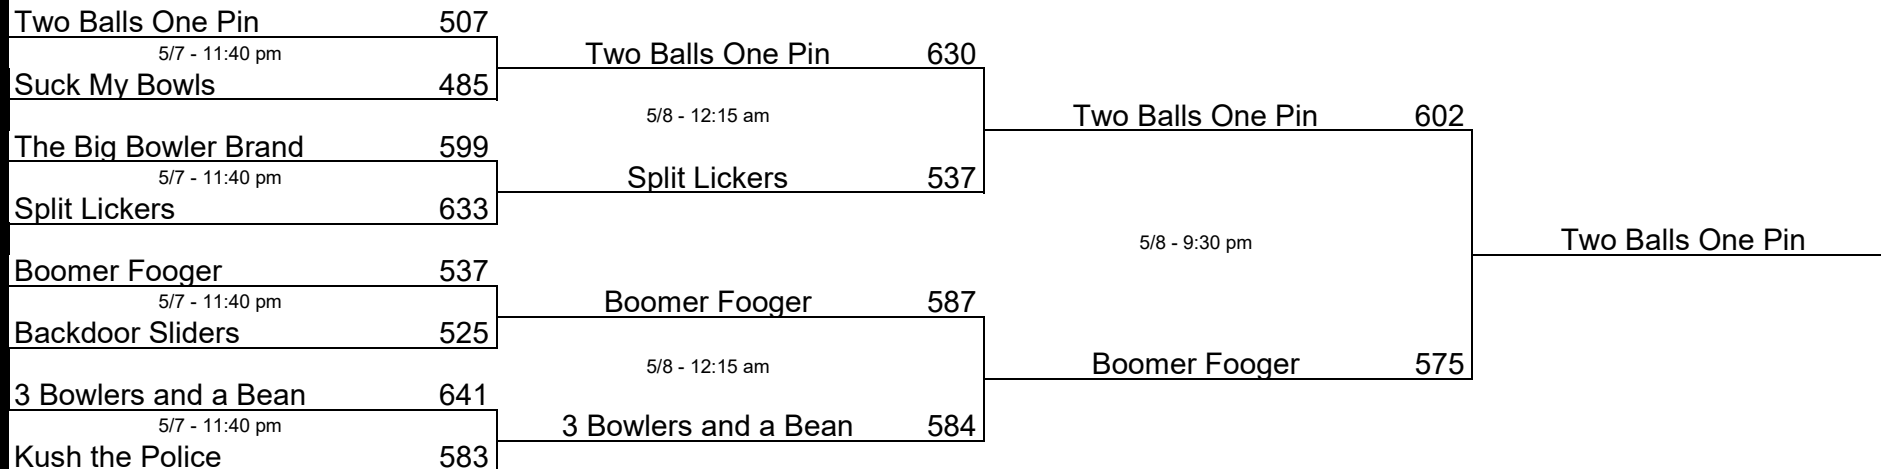 Two Balls One Pin 507
5/7 - 11:40 pm
Suck My Bowls 485
The Big Bowler Brand 599
5/7 - 11:40 pm
Split Lickers 633
Boomer Fooger 537
5/7 - 11:40 pm
Backdoor Sliders 525
3 Bowlers and a Bean 641
5/7 - 11:40 pm
Kush the Police 583
Two Balls One Pin 630
5/8 - 12:15 am
Split Lickers 537
Boomer Fooger 587
5/8 - 12:15 am
3 Bowlers and a Bean 584
Two Balls One Pin 602
5/8 - 9:30 pm
Boomer Fooger 575
Two Balls One Pin